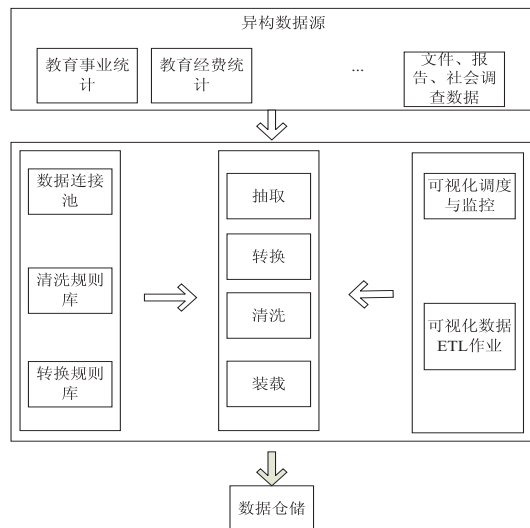 异构数据源
教育事业统
计
教育经费统
计
...
文件、报
告、社会调
查数据
数据连接
池
清洗规则
库
转换规则
库
抽取
转换
清洗
装载
可视化调度
与监控
可视化数据
ETL作业
数据仓储